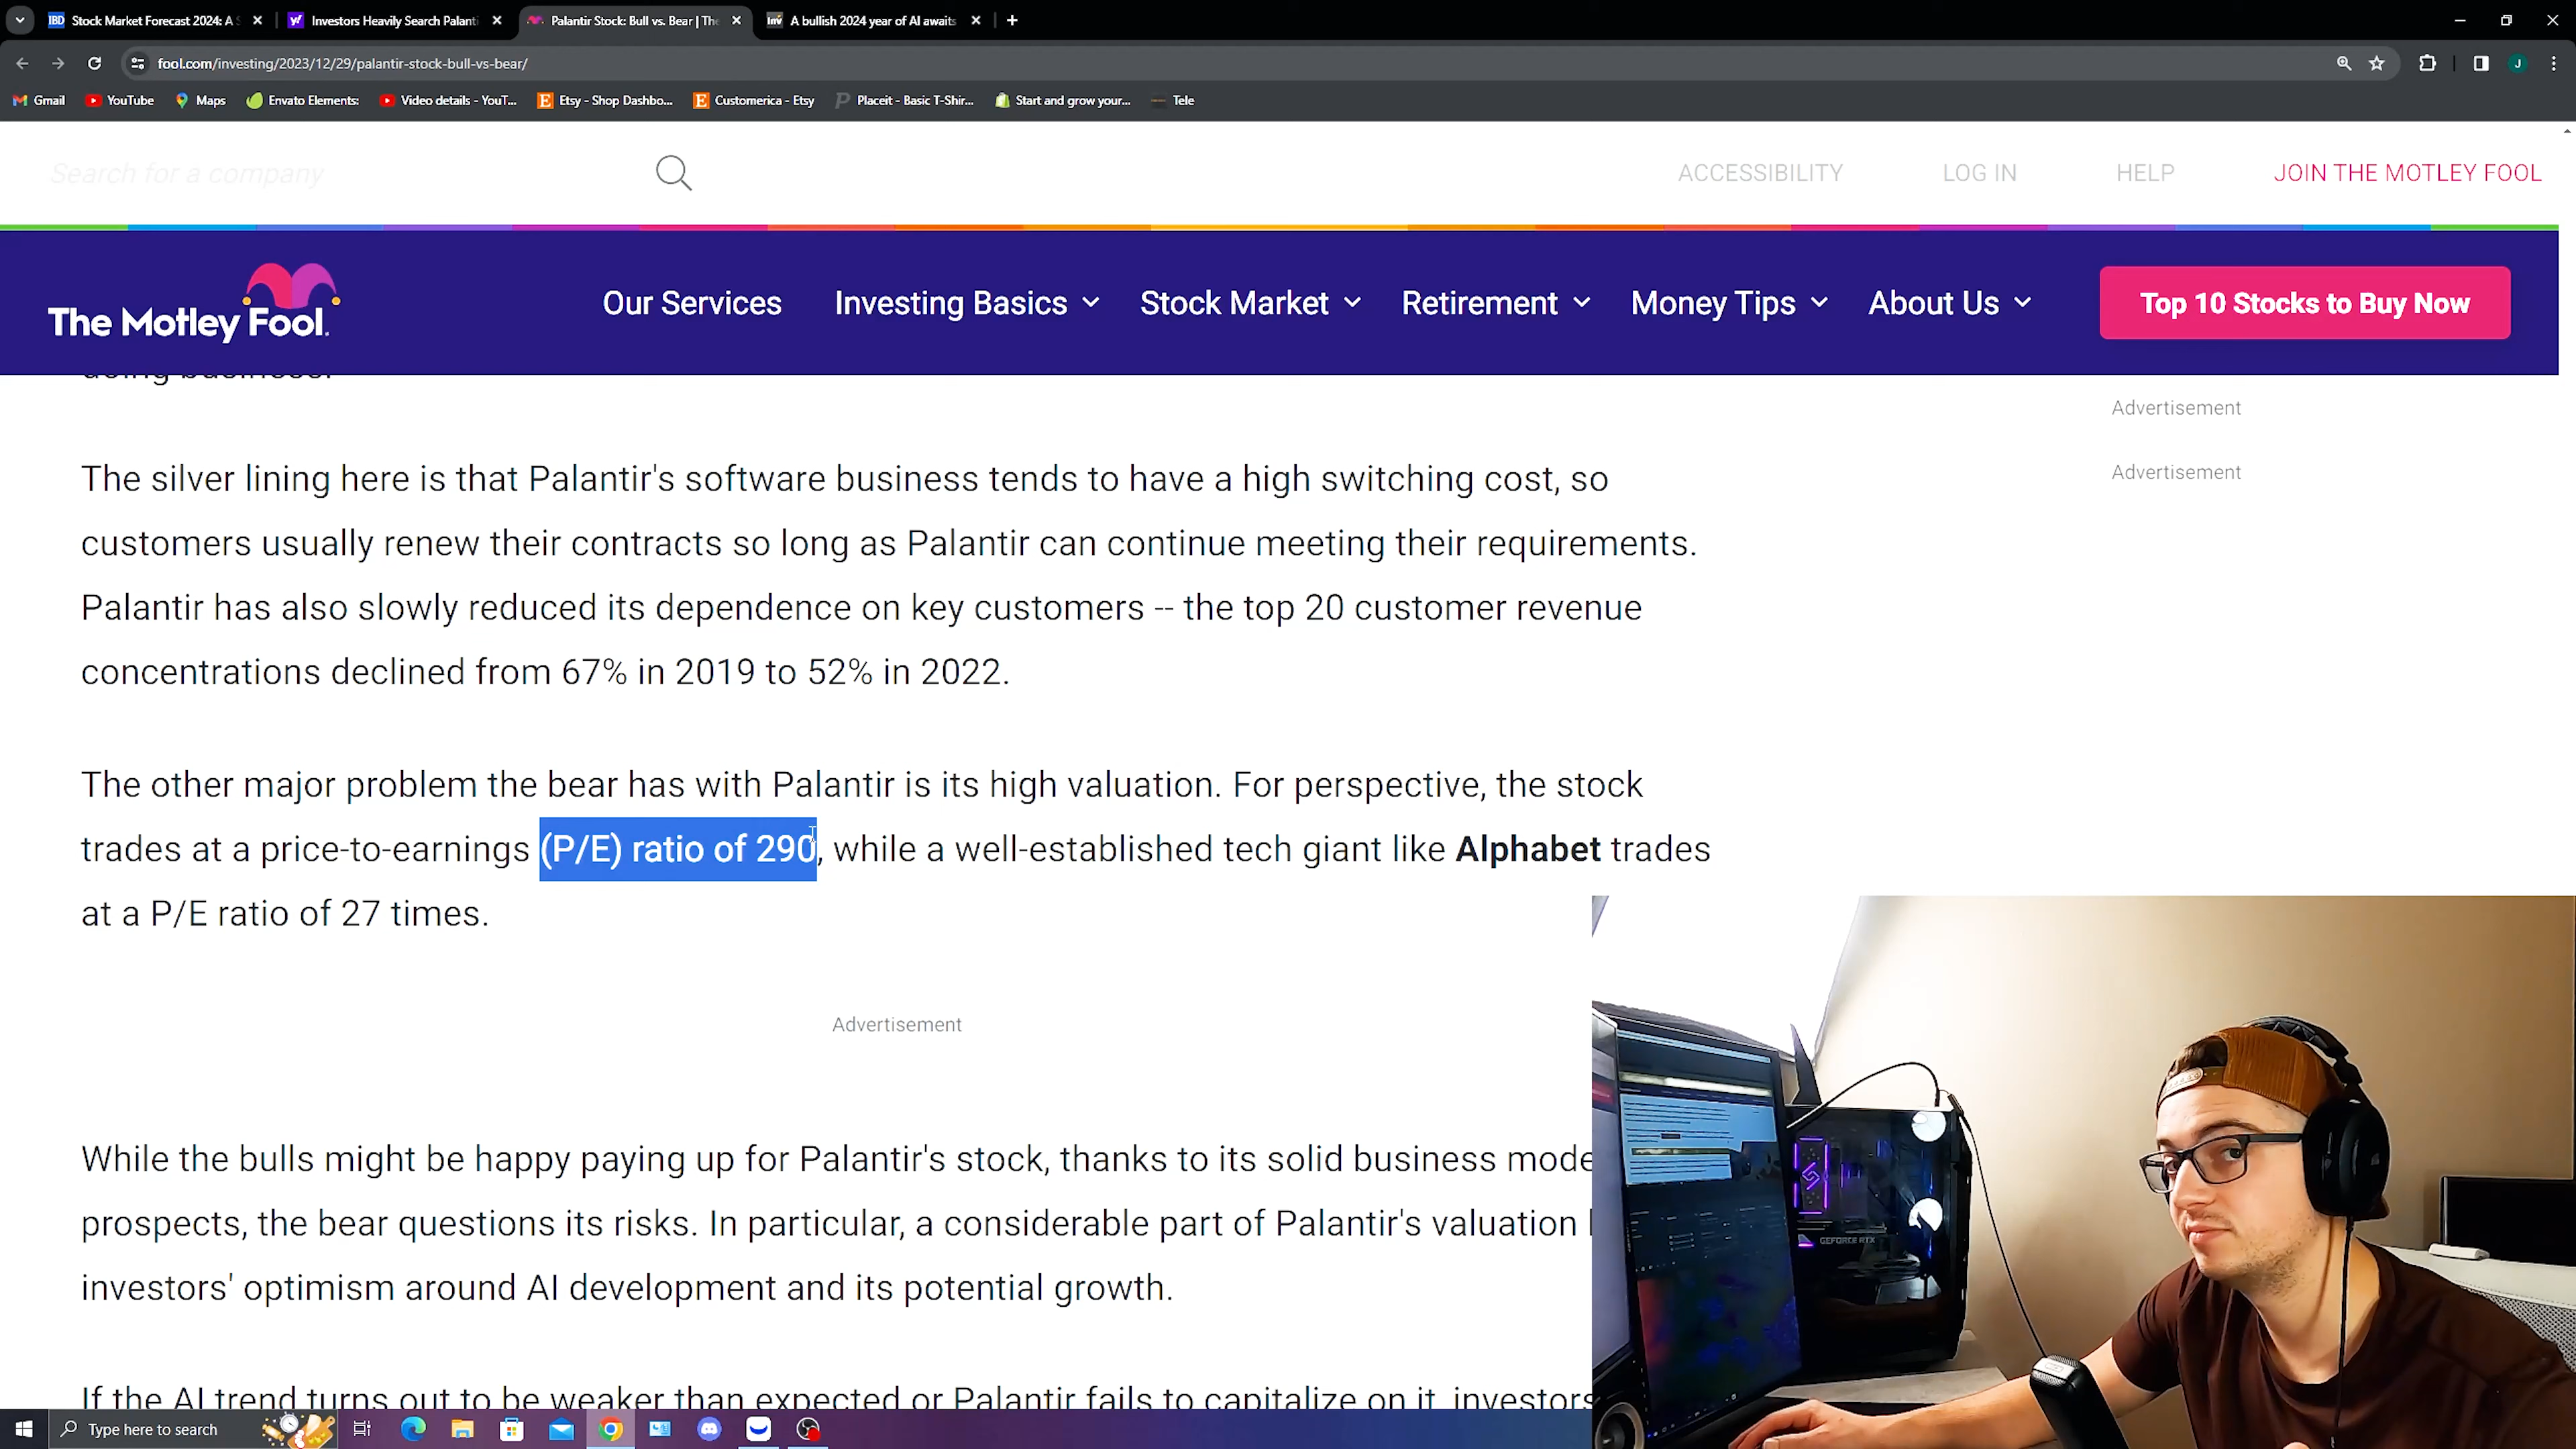 Stock Market Forecast 2024: A S
Investors Heavily Search Palanti
Palantir Stock: Bull vs. Bear | The
A bullish 2024 year of AI awaits
fool.com/investing/2023/12/29/palantir-stock-bull-vs-bear/
Gmail
YouTube
Maps
Envato Elements:
Video details - YouT...
Etsy - Shop Dashbo...
Customerica - Etsy
Placeit - Basic T-Shir...
Start and grow your...
Tele
Search for a company
ACCESSIBILITY
LOG IN
HELP
JOIN THE MOTLEY FOOL
The Motley Fool.
Our Services
Investing Basics
Stock Market
Retirement
Money Tips
About Us
Top 10 Stocks to Buy Now
doing business.
Advertisement
The silver lining here is that Palantir's software business tends to have a high switching cost, so
Advertisement
customers usually renew their contracts so long as Palantir can continue meeting their requirements.
Palantir has also slowly reduced its dependence on key customers -- the top 20 customer revenue
concentrations declined from 67% in 2019 to 52% in 2022.
The other major problem the bear has with Palantir is its high valuation. For perspective, the stock
trades at a price-to-earnings (P/E) ratio of 290, while a well-established tech giant like Alphabet trades
at a P/E ratio of 27 times.
Advertisement
While the bulls might be happy paying up for Palantir's stock, thanks to its solid business mode
prospects, the bear questions its risks. In particular, a considerable part of Palantir's valuation
investors' optimism around AI development and its potential growth.
If the AI trend turns out to be weaker than expected or Palantir fails to capitalize on it, investors
GEFORCE RTX
Type here to search